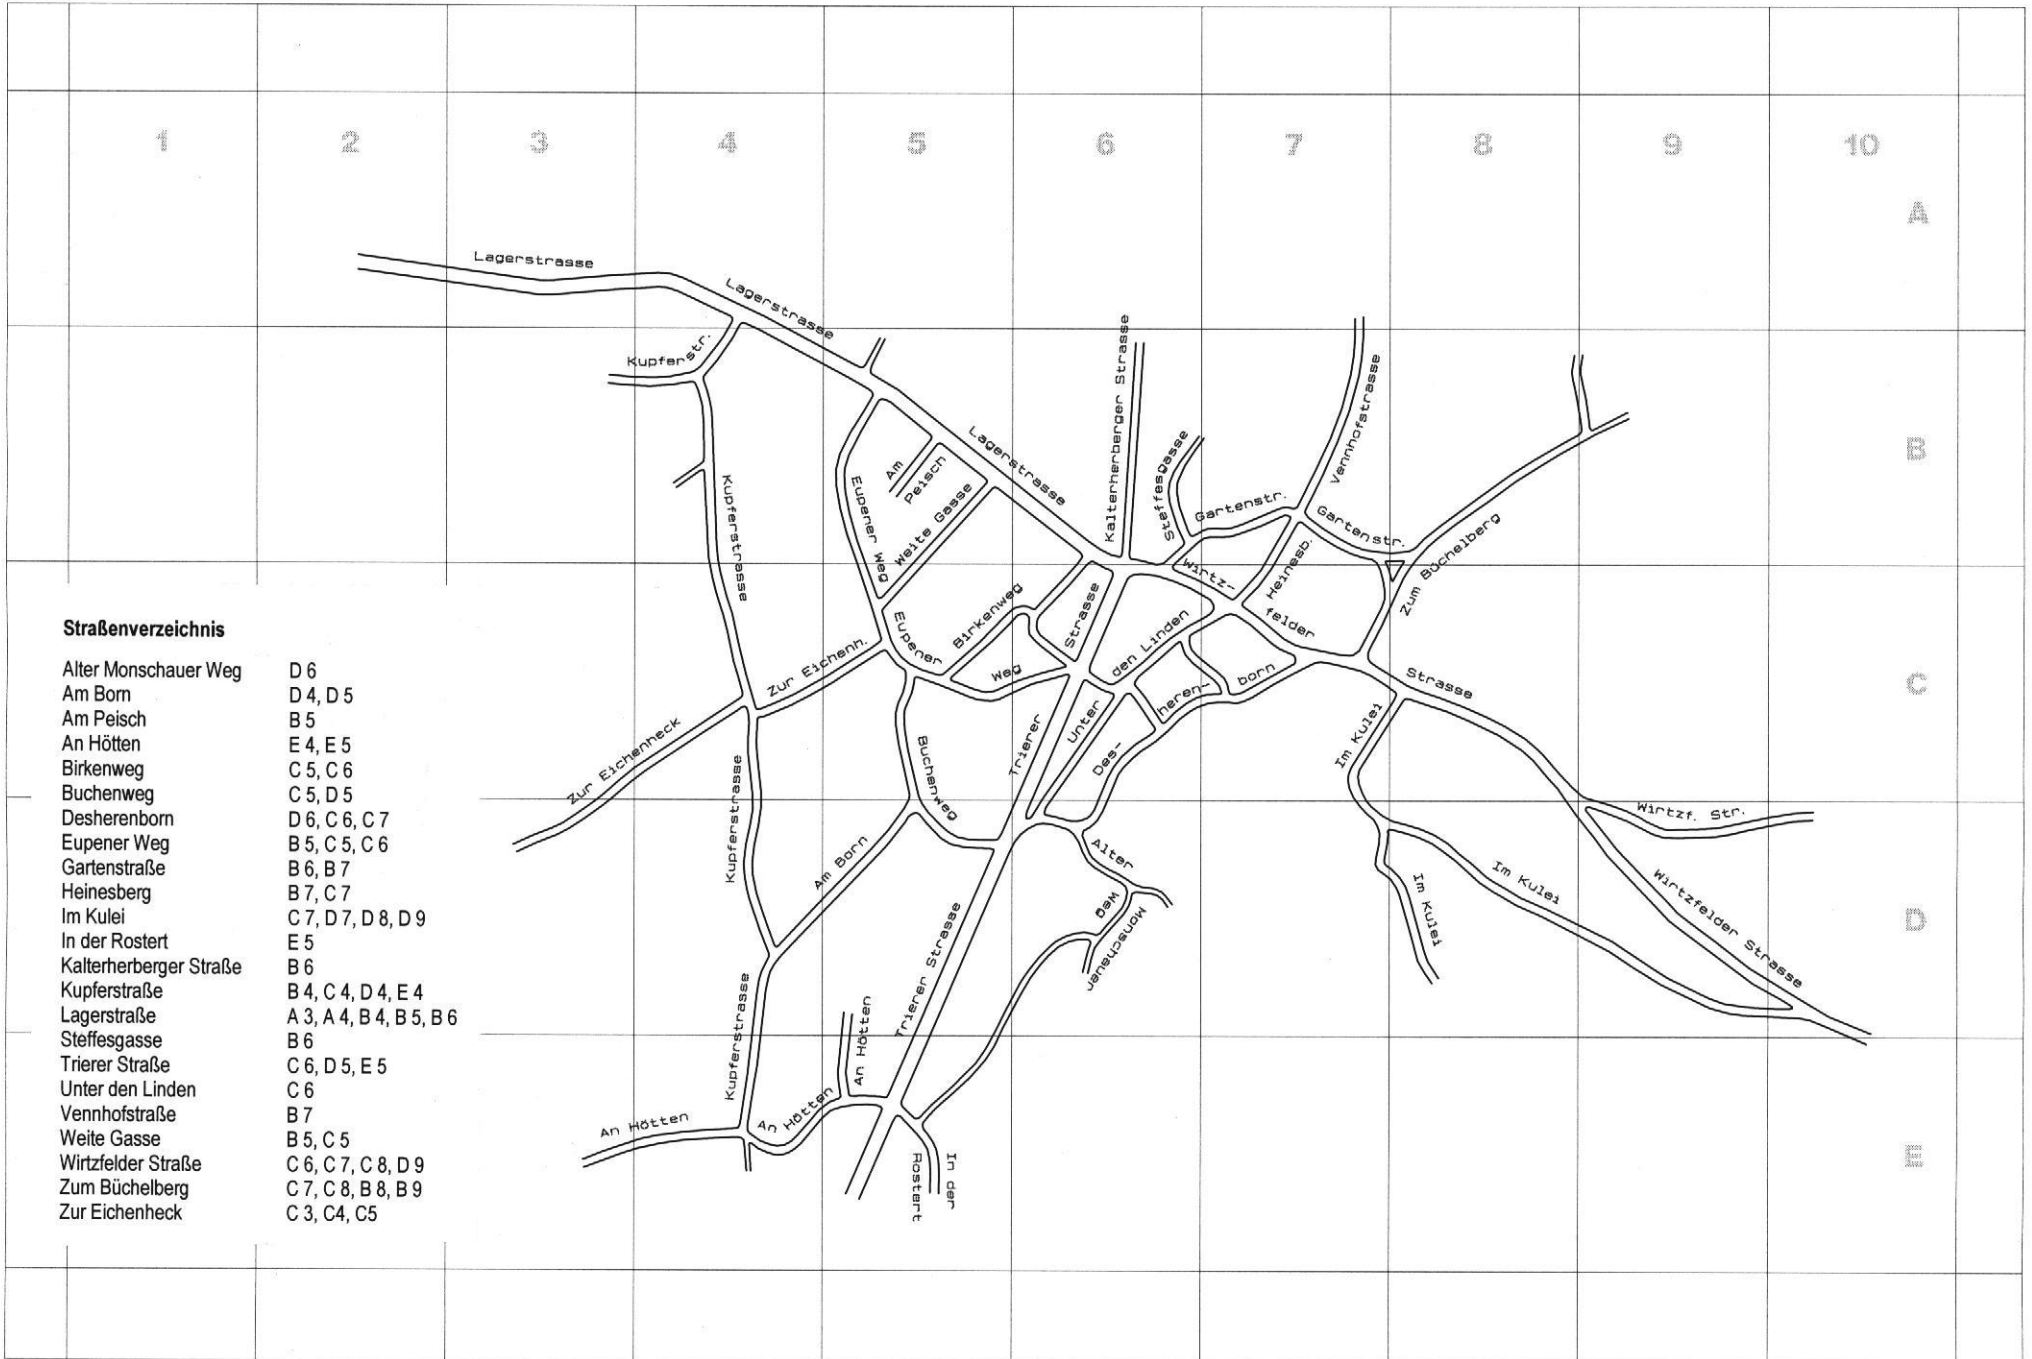 1 2 3 4 5 6 7 8 9 10
A
Lagerstrasse
Lagerstrasse
Kupferstr.
Kalterherberger Strasse
Vennhofstrasse
B
Lagerstrasse
Steffesgasse
Am
Peisch
Weite Gasse
Eupener Weg
Kupferstrasse
Gartenstr.
Gartenstr.
Heinesb.
Zum Büchelberg
Wirtz-
felder
Strasse
C
Birkenweg
Strasse
den Linden
Eupener
Weg
Zur Eichenh.
Zur Eichenheck
Buchenweg
Trierer
Unter
Des-
heren-
born
Im Kulei
Kupferstrasse
Wirtzf. Str.
Am Born
Alter
Weg
Monschauer
Im Kulei
Im Kulei
Wirtzfelder Strasse
D
Trierer Strasse
Kupferstrasse
An Hötten
An Hötten
An Hötten
In der
Rostert
E
Straßenverzeichnis
Alter Monschauer Weg D 6
Am Born D 4, D 5
Am Peisch B 5
An Hötten E 4, E 5
Birkenweg C 5, C 6
Buchenweg C 5, D 5
Desherenborn D 6, C 6, C 7
Eupener Weg B 5, C 5, C 6
Gartenstraße B 6, B 7
Heinesberg B 7, C 7
Im Kulei C 7, D 7, D 8, D 9
In der Rostert E 5
Kalterherberger Straße B 6
Kupferstraße B 4, C 4, D 4, E 4
Lagerstraße A 3, A 4, B 4, B 5, B 6
Steffesgasse B 6
Trierer Straße C 6, D 5, E 5
Unter den Linden C 6
Vennhofstraße B 7
Weite Gasse B 5, C 5
Wirtzfelder Straße C 6, C 7, C 8, D 9
Zum Büchelberg C 7, C 8, B 8, B 9
Zur Eichenheck C 3, C4, C5